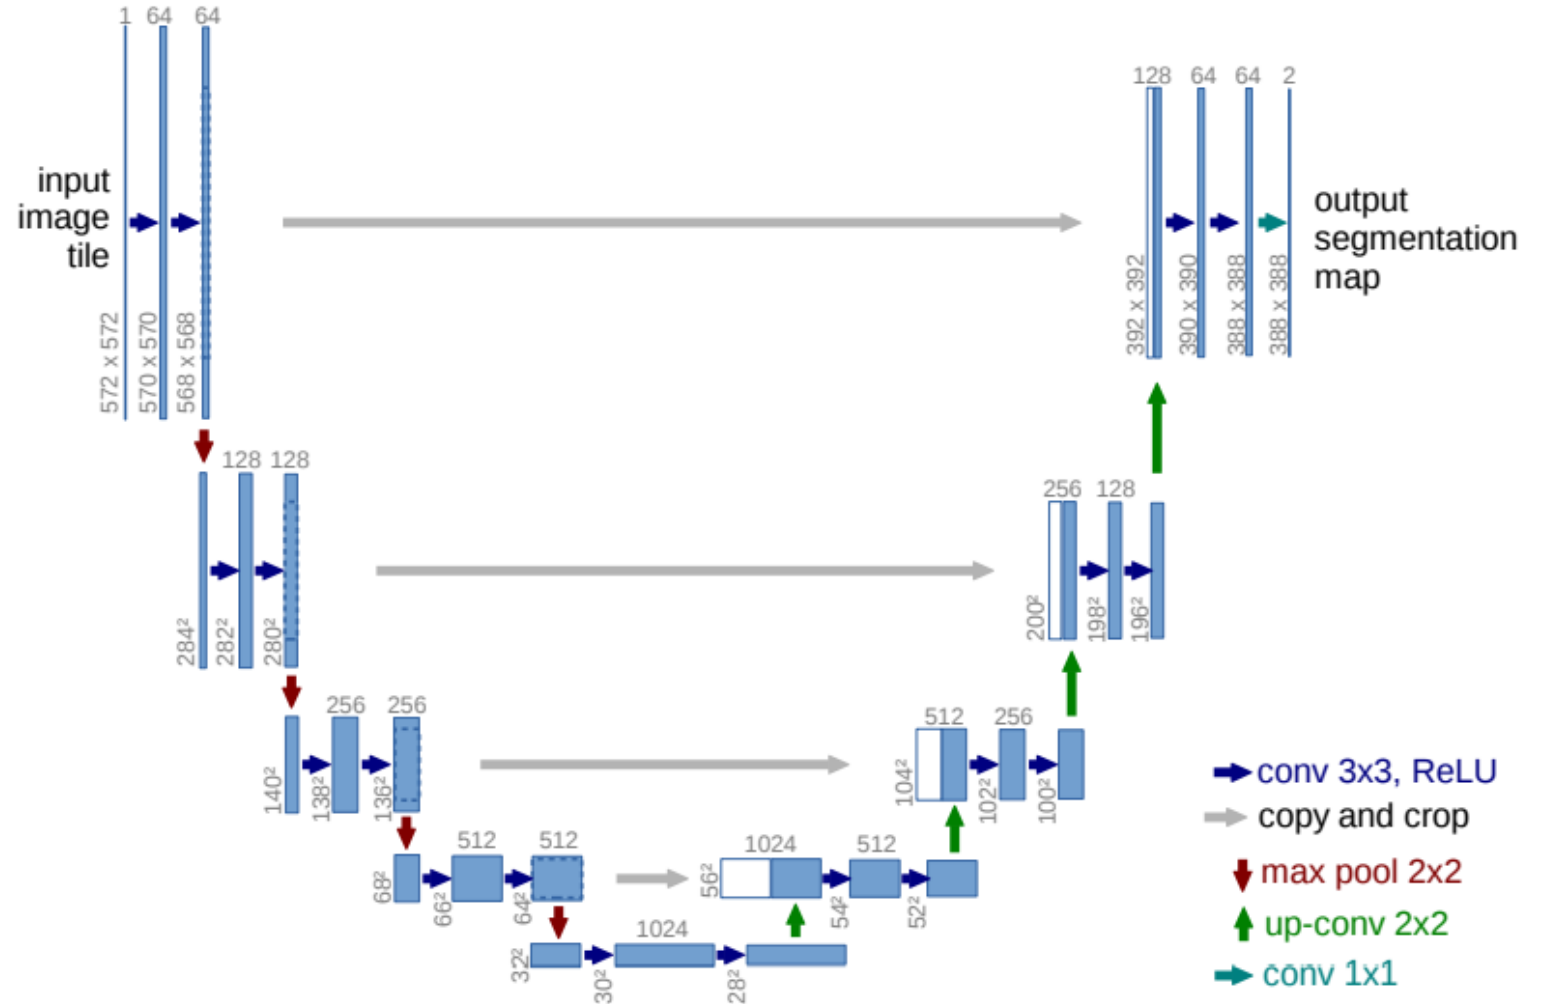 1 64 64
128 64 64 2
input
image
tile
output
segmentation
map
572 x 572
570 x 570
568 x 568
392 x 392
390 x 390
388 x 388
388 x 388
128 128
256 128
284²
282²
280²
200²
198²
196²
256 256
512 256
140²
138²
136²
104²
102²
100²
512 512
1024 512
68²
66²
64²
56²
54²
52²
1024
32²
30²
28²
conv 3x3, ReLU
copy and crop
max pool 2x2
up-conv 2x2
conv 1x1